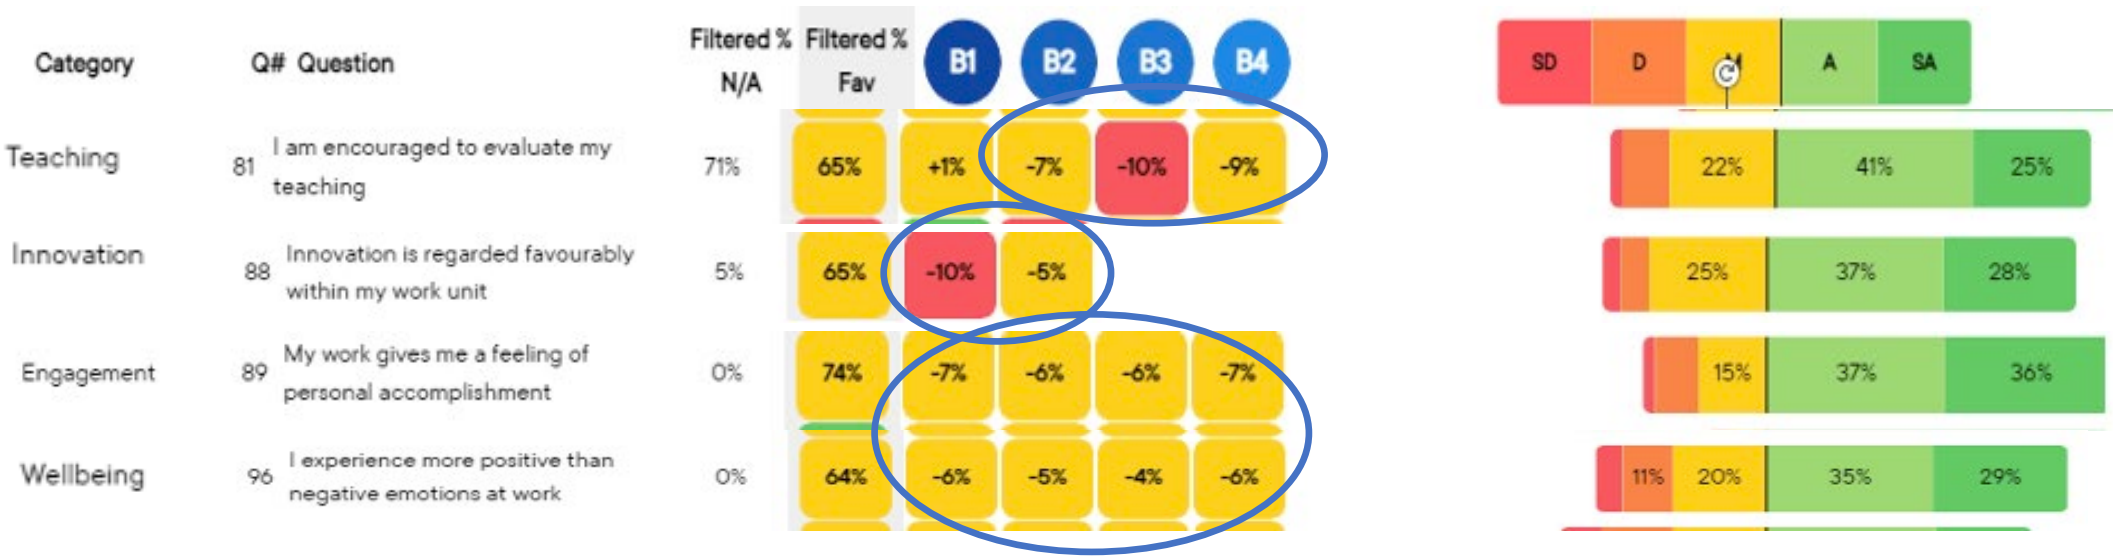 Category Q# Question Filtered % N/A Filtered % Fav B1 B2 B3 B4 SD D M A SA
Teaching 81 I am encouraged to evaluate my teaching 71% 65% +1% -7% -10% -9% 22% 41% 25%
Innovation 88 Innovation is regarded favourably within my work unit 5% 65% -10% -5% 25% 37% 28%
Engagement 89 My work gives me a feeling of personal accomplishment 0% 74% -7% -6% -6% -7% 15% 37% 36%
Wellbeing 96 I experience more positive than negative emotions at work 0% 64% -6% -5% -4% -6% 11% 20% 35% 29%